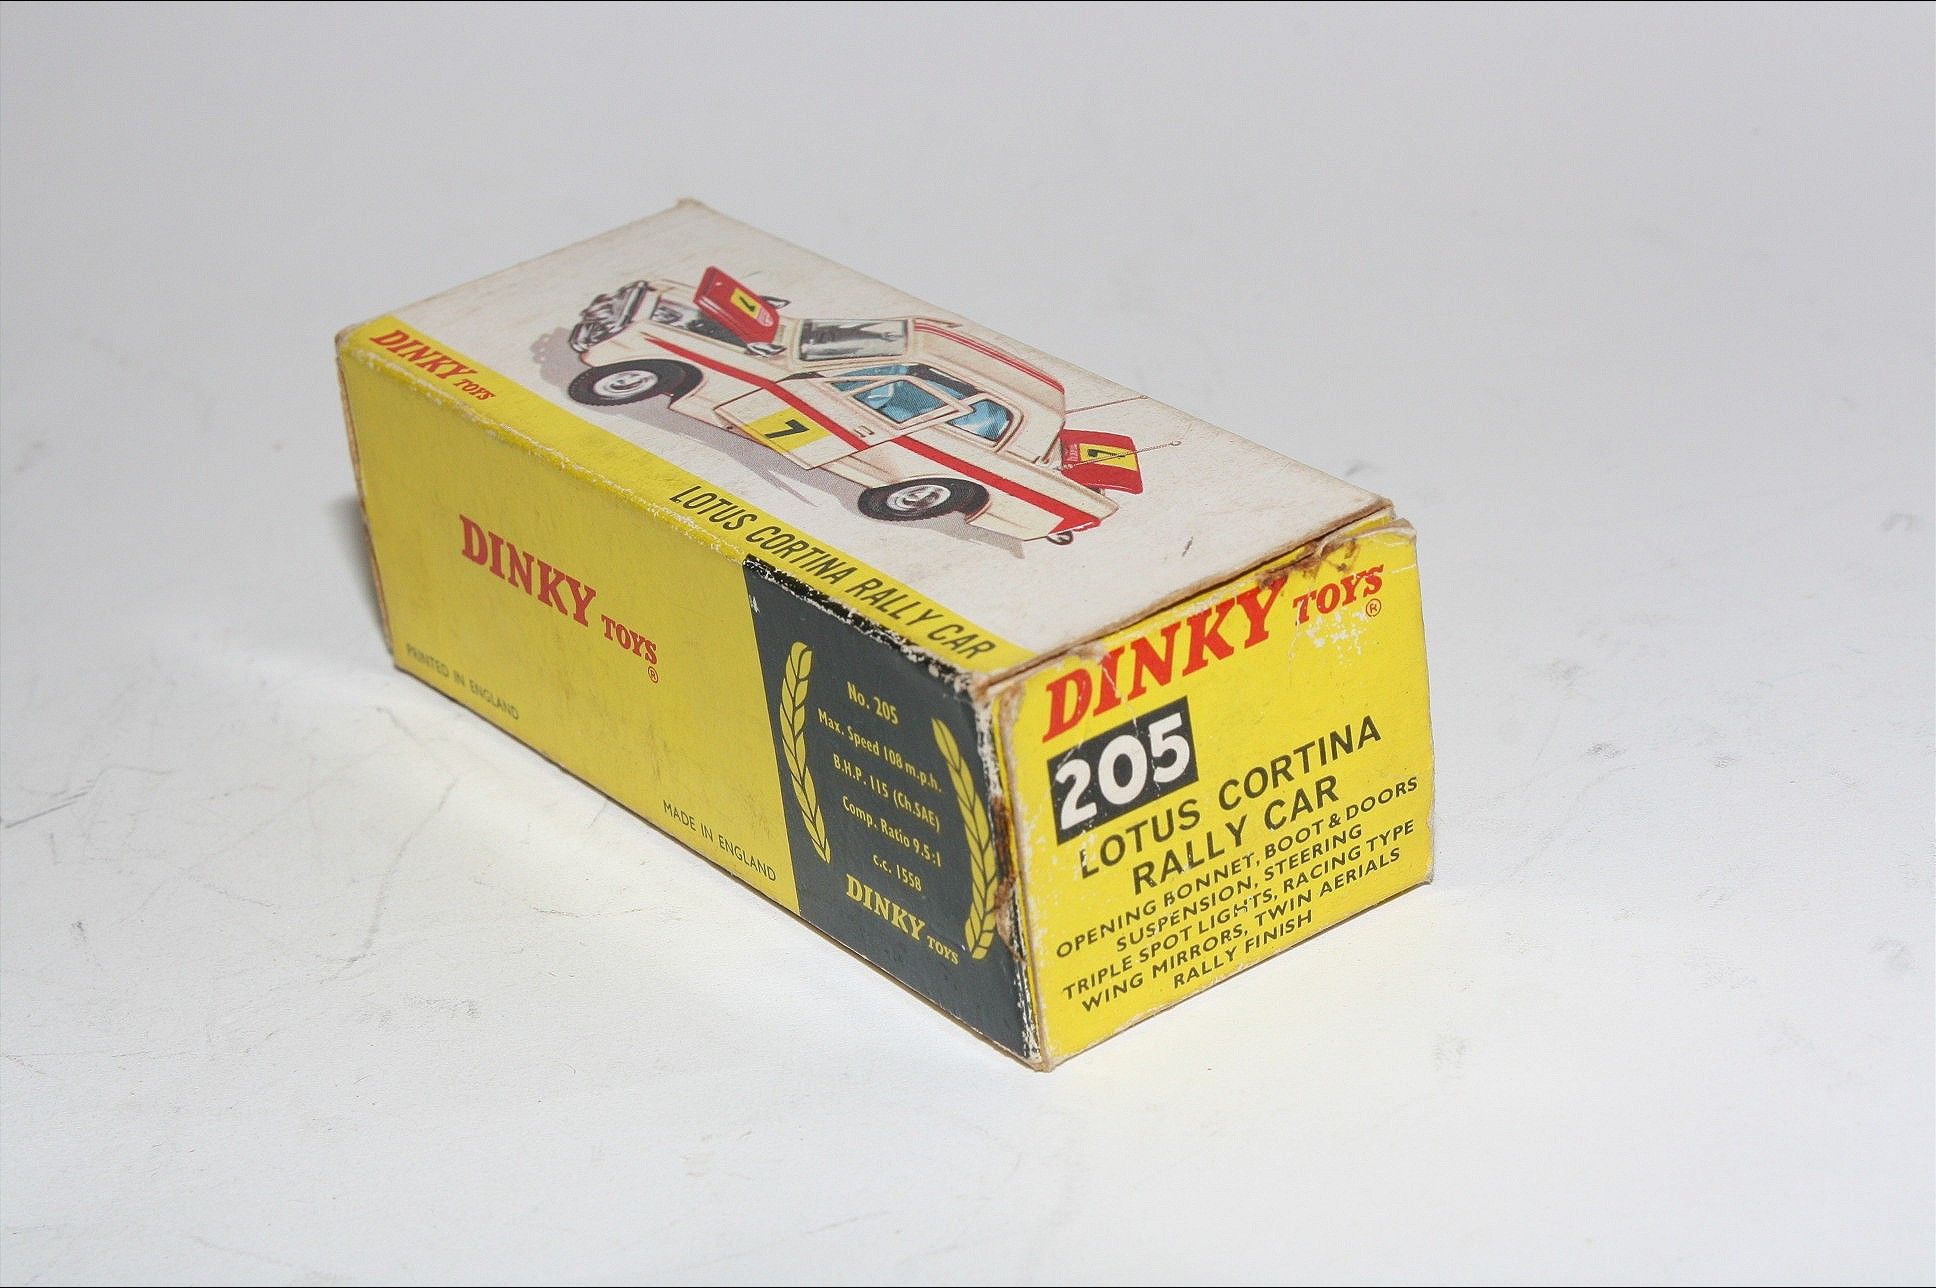 DINKY TOYS
LOTUS CORTINA RALLY CAR
7
7
7
DINKY TOYS®
PRINTED IN ENGLAND
MADE IN ENGLAND
No. 205
Max. Speed 108 m.p.h.
B.H.P. 115 (Ch.SAE)
Comp. Ratio 9.5:1
c.c. 1558
DINKY TOYS
DINKY TOYS®
205
LOTUS CORTINA
RALLY CAR
OPENING BONNET, BOOT & DOORS
SUSPENSION, STEERING
TRIPLE SPOT LIGHTS, RACING TYPE
WING MIRRORS, TWIN AERIALS
RALLY FINISH